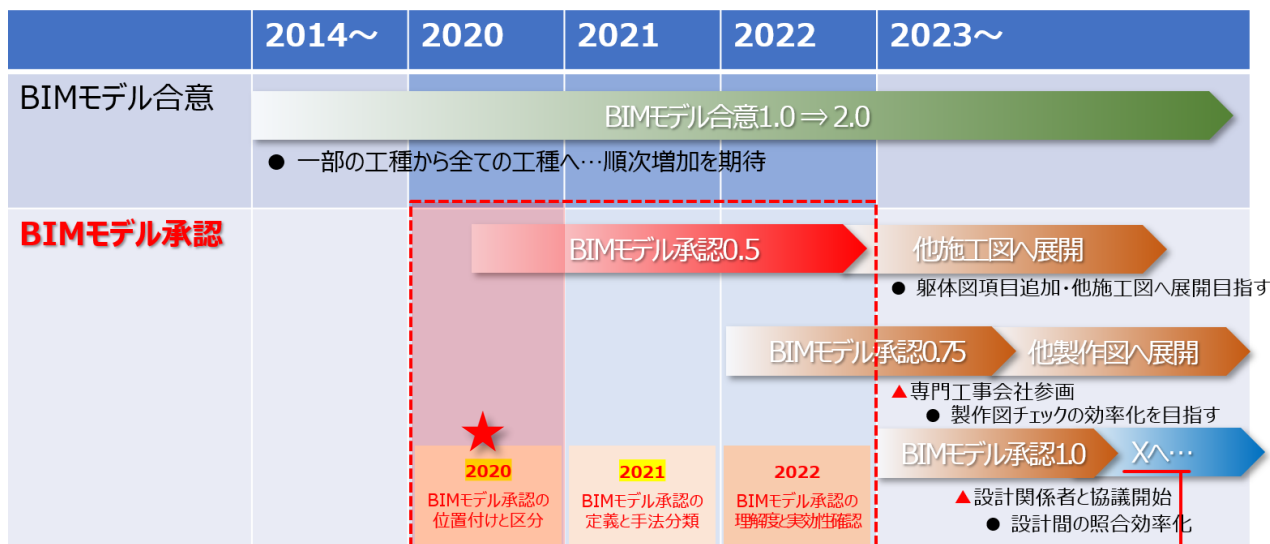 2014～ 2020 2021 2022 2023～
BIMモデル合意
BIMモデル合意1.0 ⇒ 2.0
● 一部の工種から全ての工種へ…順次増加を期待
BIMモデル承認
BIMモデル承認0.5
他施工図へ展開
● 躯体図項目追加・他施工図へ展開目指す
BIMモデル承認0.75
他製作図へ展開
▲専門工事会社参画
● 製作図チェックの効率化を目指す
BIMモデル承認1.0
Xへ…
▲設計関係者と協議開始
● 設計間の照合効率化
★
2020
BIMモデル承認の
位置付けと区分
2021
BIMモデル承認の
定義と手法分類
2022
BIMモデル承認の
理解度と実効性確認